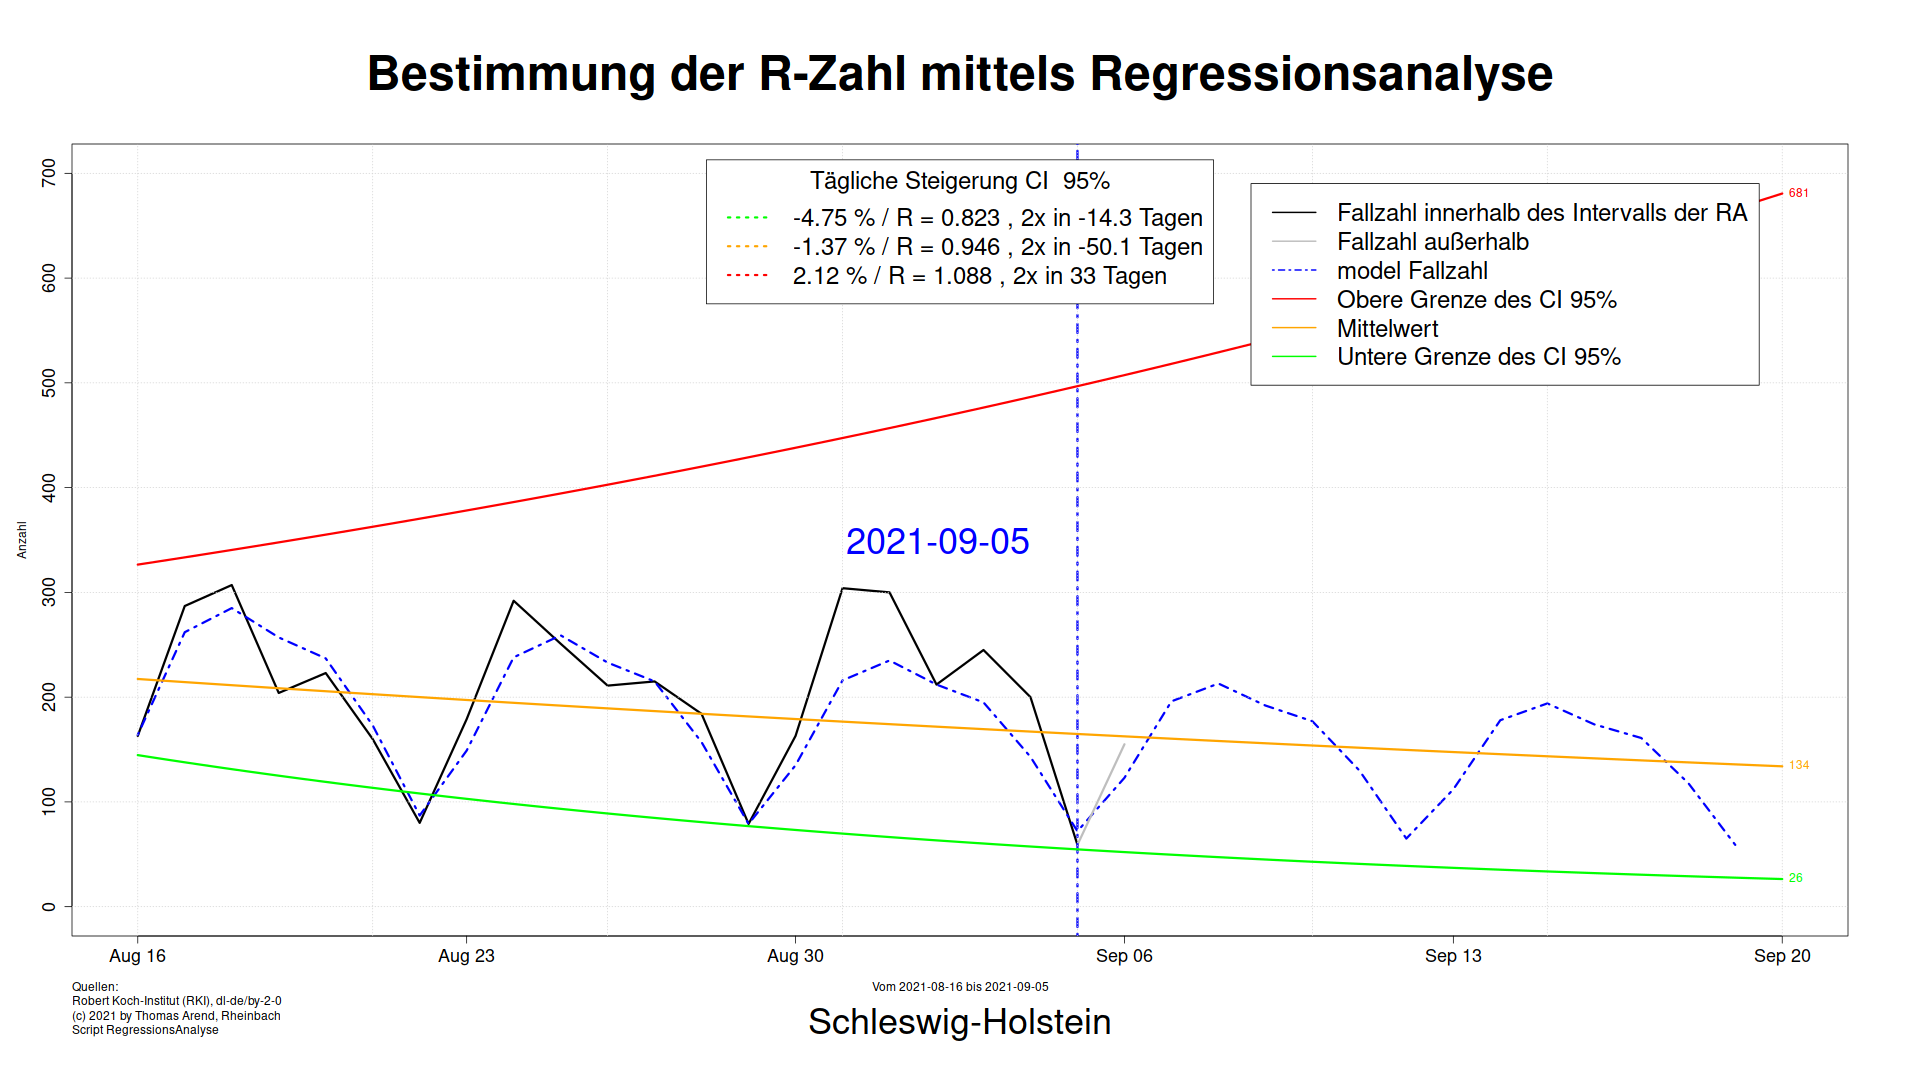 Bestimmung der R-Zahl mittels Regressionsanalyse
Tägliche Steigerung CI  95%
-4.75 % / R = 0.823 , 2x in -14.3 Tagen
-1.37 % / R = 0.946 , 2x in -50.1 Tagen
2.12 % / R = 1.088 , 2x in 33 Tagen
Fallzahl innerhalb des Intervalls der RA
Fallzahl außerhalb
model Fallzahl
Obere Grenze des CI 95%
Mittelwert
Untere Grenze des CI 95%
681
134
26
2021-09-05
Anzahl
700
600
500
400
300
200
100
0
Aug 16
Aug 23
Aug 30
Sep 06
Sep 13
Sep 20
Quellen:
Robert Koch-Institut (RKI), dl-de/by-2-0
(c) 2021 by Thomas Arend, Rheinbach
Script RegressionsAnalyse
Vom 2021-08-16 bis 2021-09-05
Schleswig-Holstein